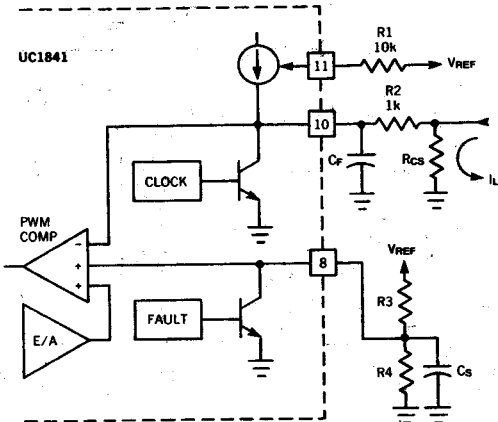 UC1841
R1
10k
11
VREF
R2
1k
10
CF
RCS
IL
CLOCK
PWM
COMP
−
+
+
8
VREF
R3
FAULT
E/A
R4
CS